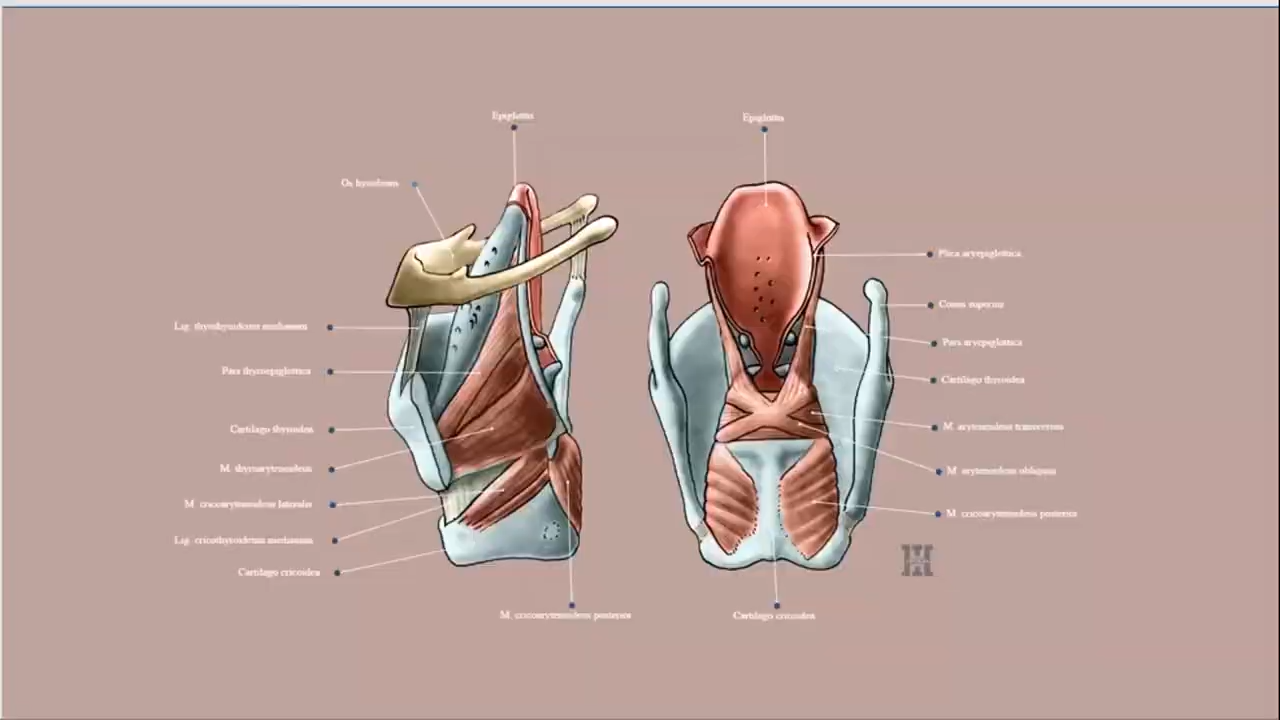 Epiglottis
Os hyoideum
Lig. thyrohyoideum medianum
Pars thyroepiglottica
Cartilago thyroidea
M. thyroarytenoideus
M. cricoarytenoideus lateralis
Lig. cricothyroideum medianum
Cartilago cricoidea
M. cricoarytenoideus posterior
Epiglottis
Plica aryepiglottica
Cornu superius
Pars aryepiglottica
Cartilago thyroidea
M. arytenoideus transversus
M. arytenoideus obliquus
M. cricoarytenoideus posterior
Cartilago cricoidea